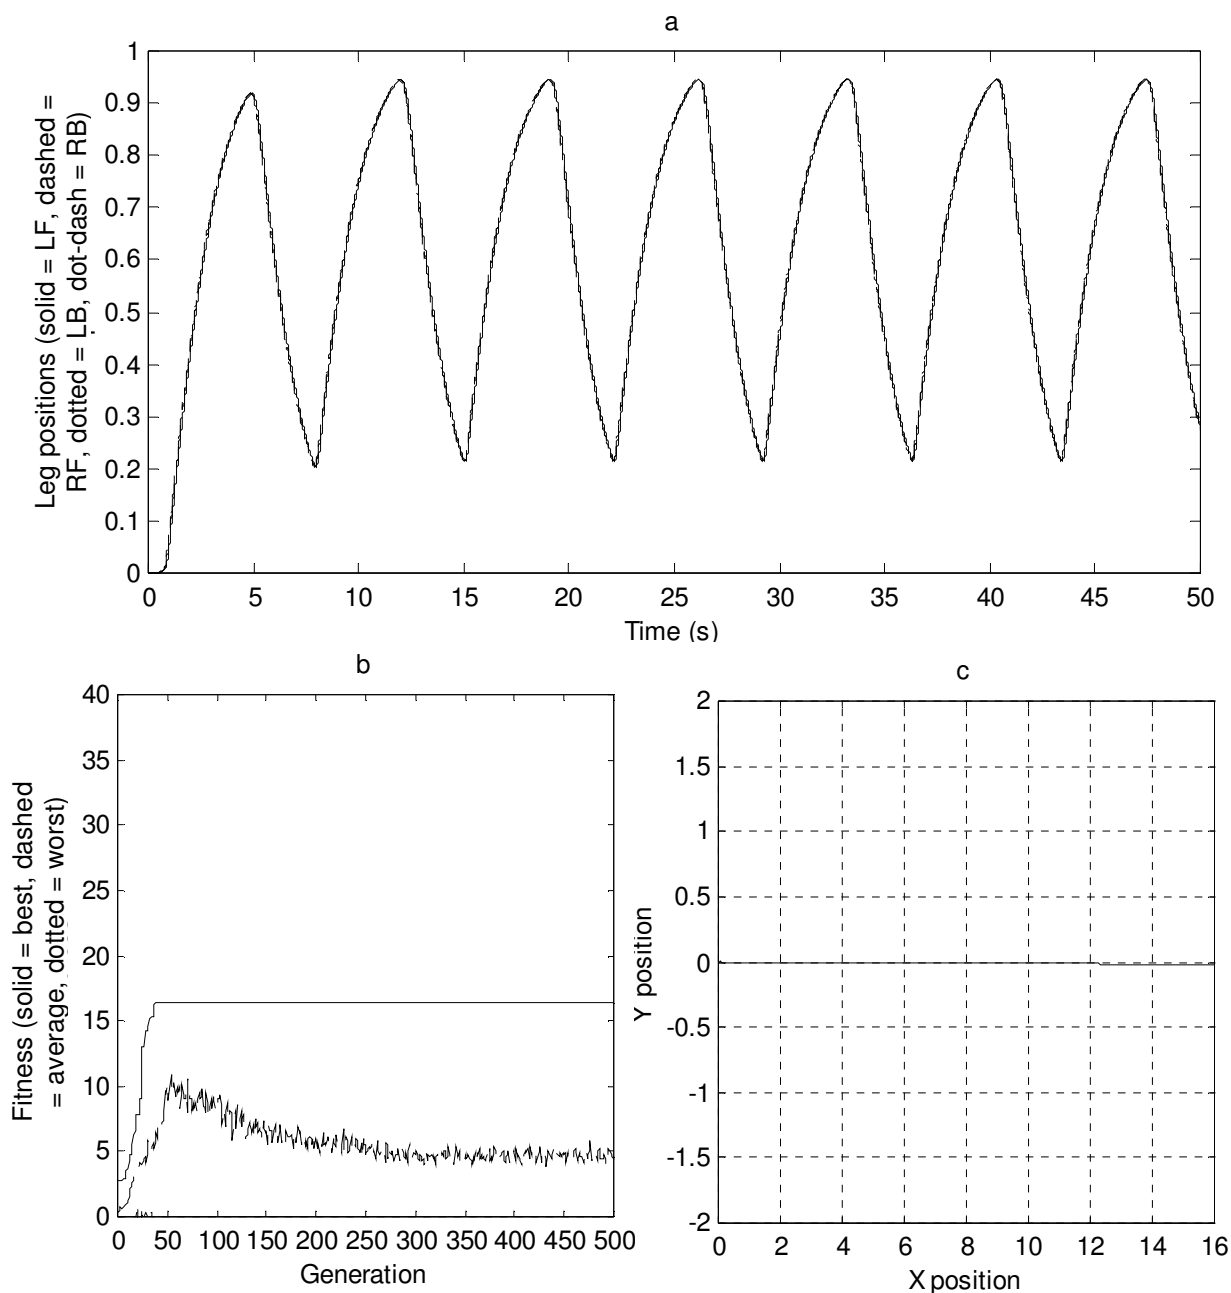 a
Leg positions (solid = LF, dashed =
RF, dotted = LB, dot-dash = RB)
1
0.9
0.8
0.7
0.6
0.5
0.4
0.3
0.2
0.1
0
0 5 10 15 20 25 30 35 40 45 50
Time (s)
b
Fitness (solid = best, dashed
= average, dotted = worst)
40
35
30
25
20
15
10
5
0
0 50 100 150 200 250 300 350 400 450 500
Generation
c
Y position
2
1.5
1
0.5
0
-0.5
-1
-1.5
-2
0 2 4 6 8 10 12 14 16
X position